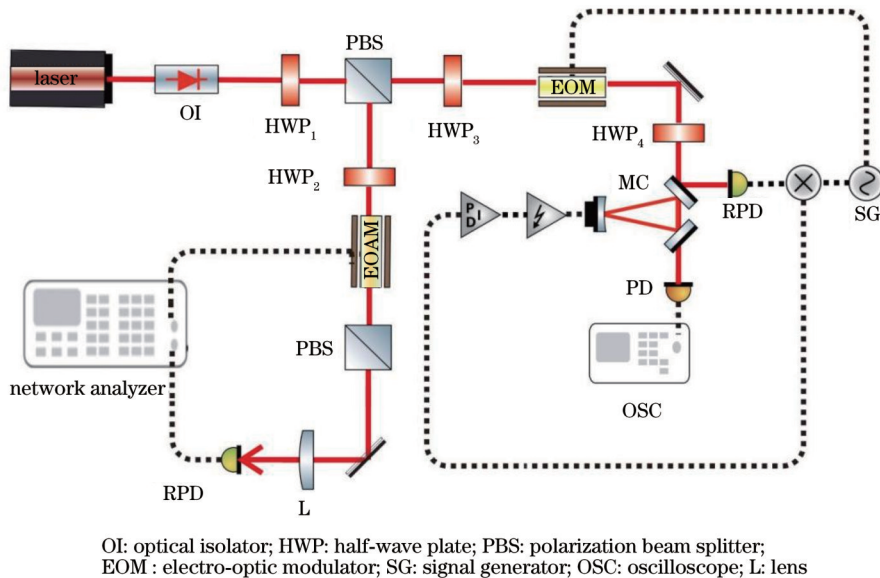 laser
OI
HWP1
PBS
HWP3
EOM
HWP4
HWP2
MC
RPD
SG
P
I
D
EOAM
PD
PBS
network analyzer
OSC
RPD
L
OI: optical isolator; HWP: half-wave plate; PBS: polarization beam splitter;
EOM : electro-optic modulator; SG: signal generator; OSC: oscilloscope; L: lens